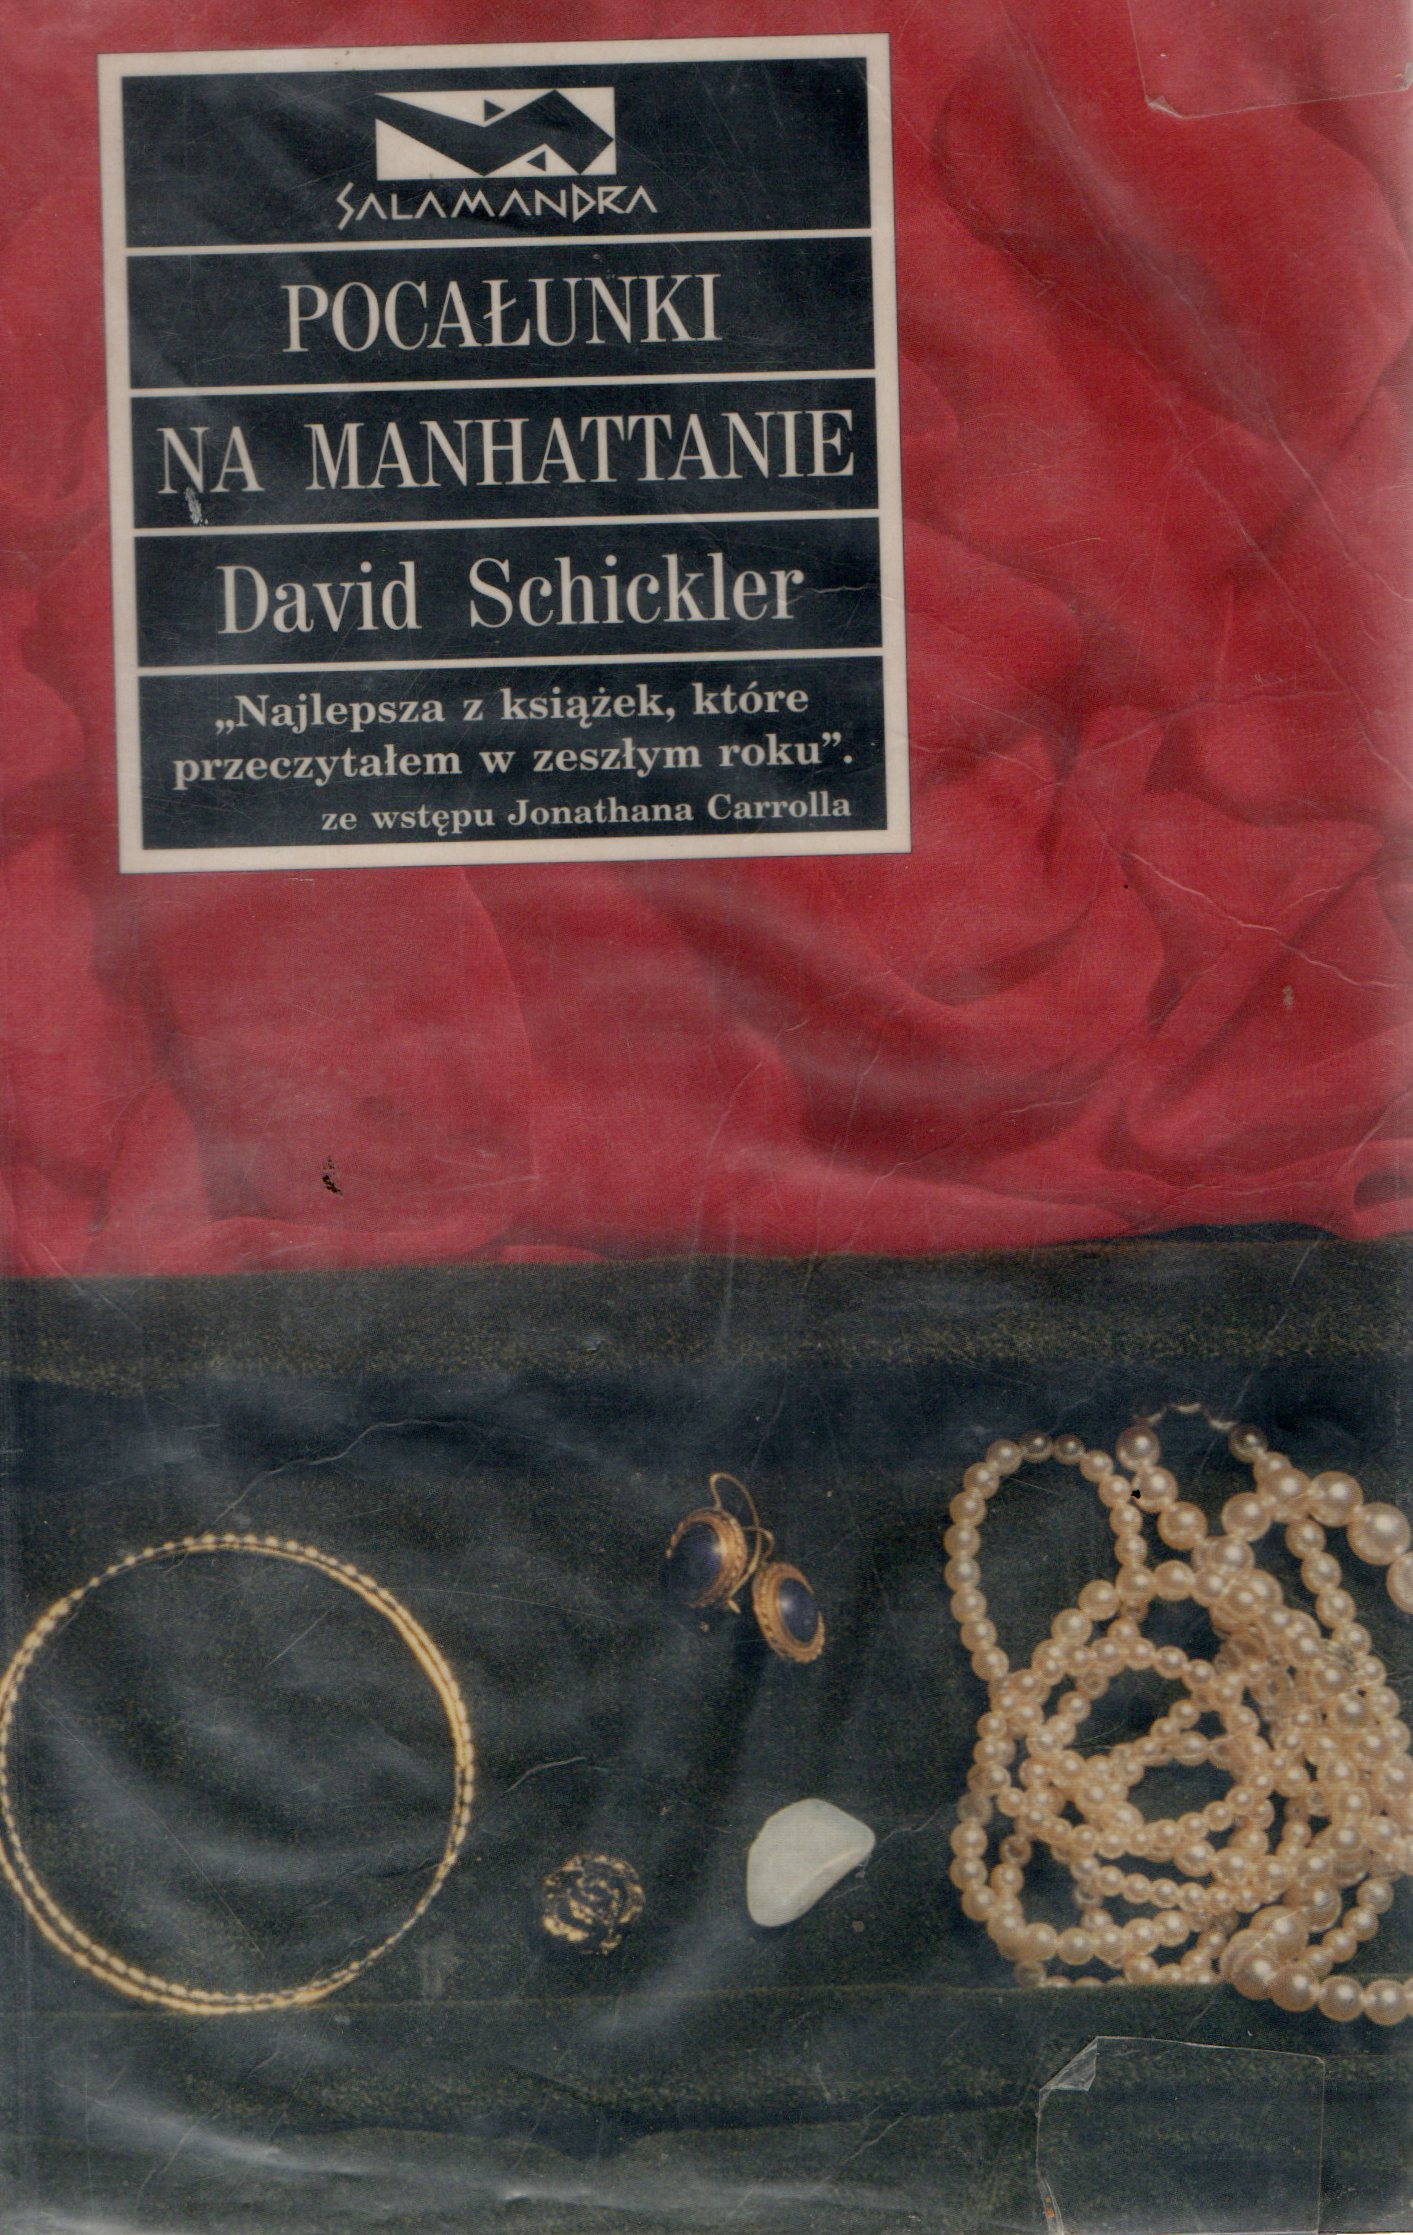 SALAMANDRA
POCAŁUNKI
NA MANHATTANIE
David Schickler
„Najlepsza z książek, które
przeczytałem w zeszłym roku”.
ze wstępu Jonathana Carrolla